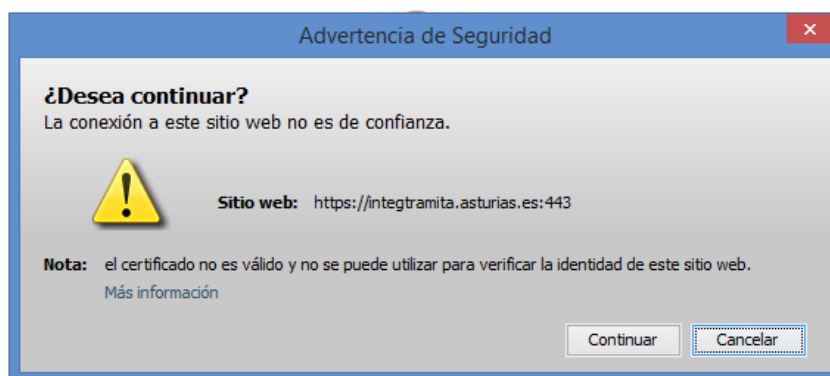 Advertencia de Seguridad
¿Desea continuar?
La conexión a este sitio web no es de confianza.
Sitio web: https://integtramita.asturias.es:443
Nota: el certificado no es válido y no se puede utilizar para verificar la identidad de este sitio web.
Más información
Continuar Cancelar